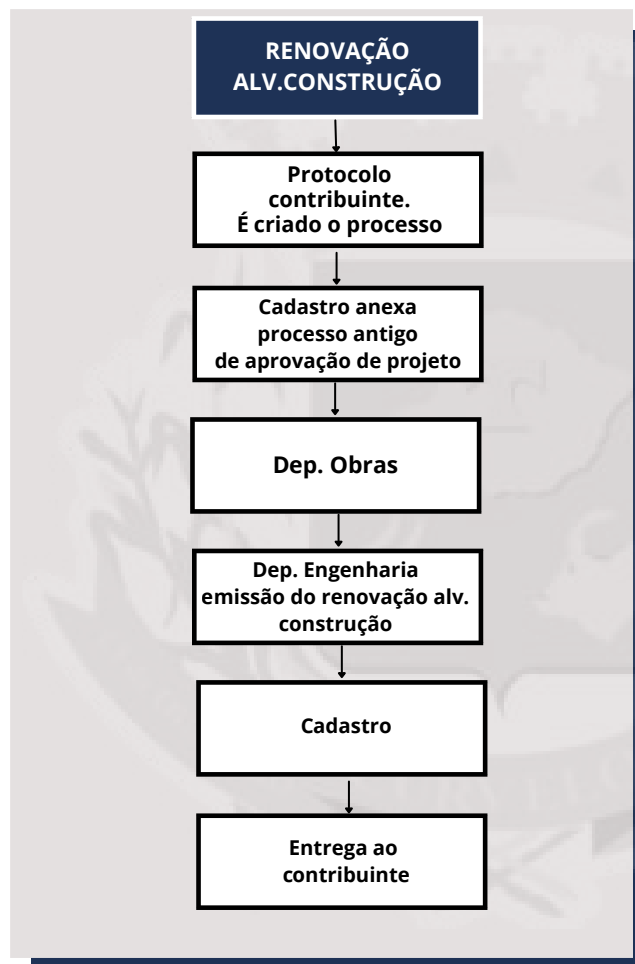 RENOVAÇÃO
ALV.CONSTRUÇÃO
Protocolo
contribuinte.
É criado o processo
Cadastro anexa
processo antigo
de aprovação de projeto
Dep. Obras
Dep. Engenharia
emissão do renovação alv.
construção
Cadastro
Entrega ao
contribuinte